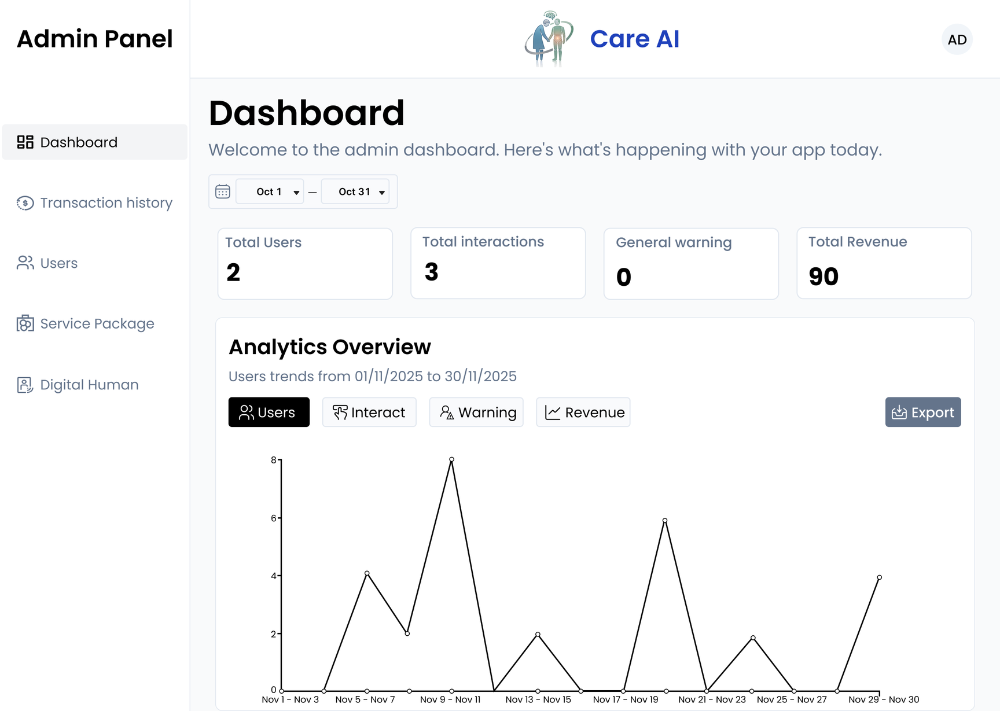 Admin Panel
Care AI
AD
Dashboard
Transaction history
Users
Service Package
Digital Human
Dashboard
Welcome to the admin dashboard. Here's what's happening with your app today.
Oct 1 — Oct 31
Total Users
2
Total interactions
3
General warning
0
Total Revenue
90
Analytics Overview
Users trends from 01/11/2025 to 30/11/2025
Users
Interact
Warning
Revenue
Export
8
6
4
2
0
Nov 1 - Nov 3
Nov 5 - Nov 7
Nov 9 - Nov 11
Nov 13 - Nov 15
Nov 17 - Nov 19
Nov 21 - Nov 23
Nov 25 - Nov 27
Nov 29 - Nov 30